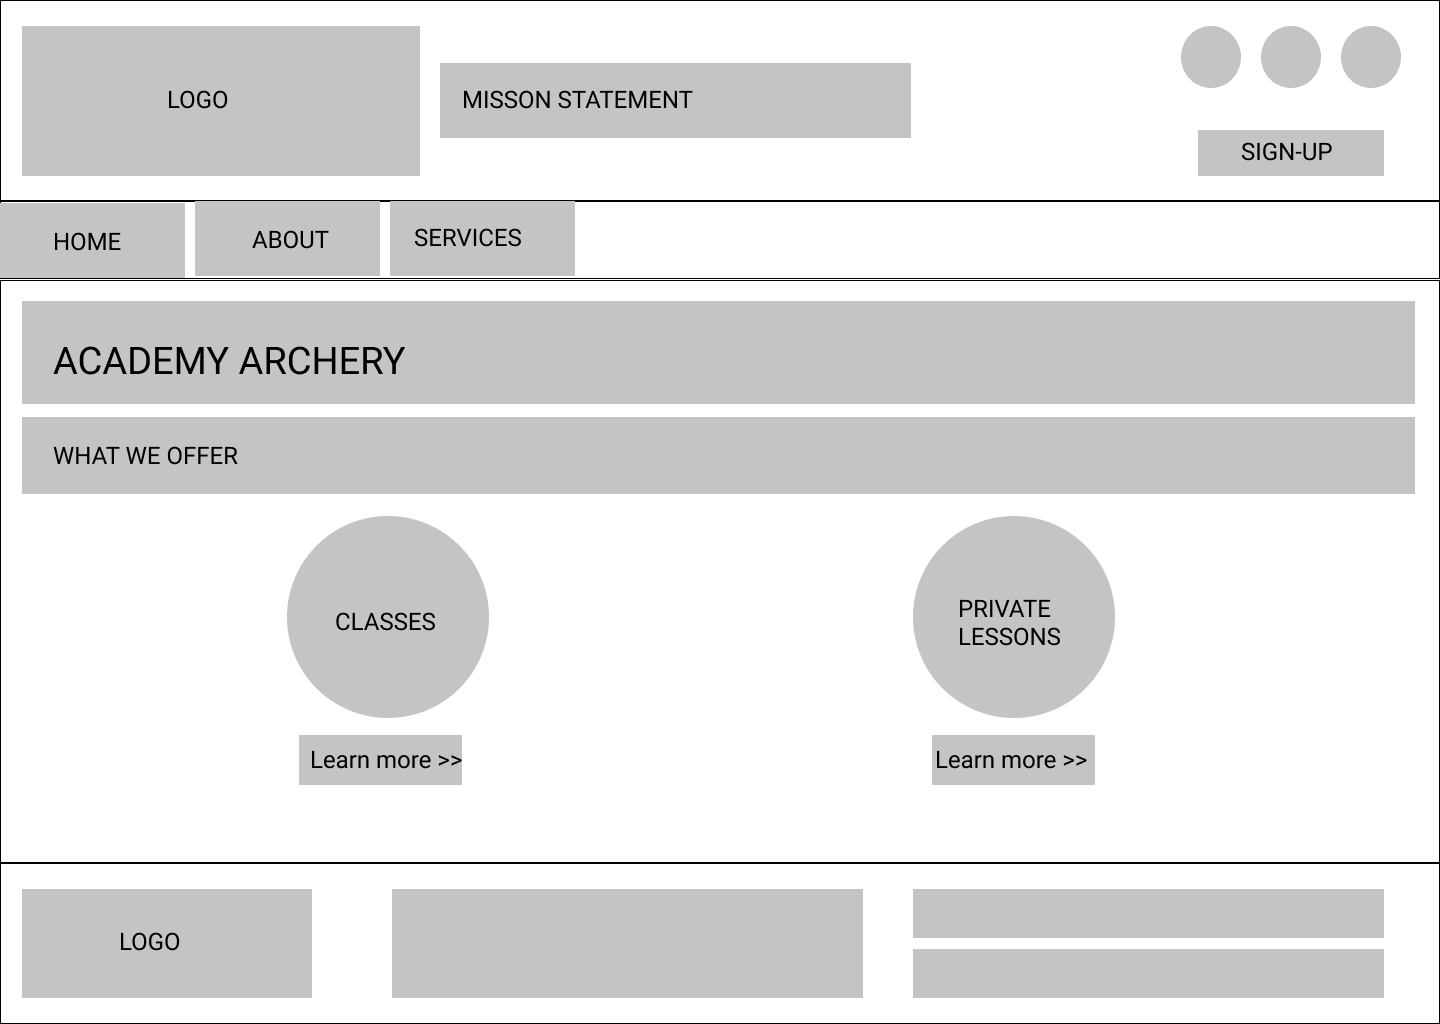 LOGO
MISSON STATEMENT
SIGN-UP
HOME
ABOUT
SERVICES
ACADEMY ARCHERY
WHAT WE OFFER
CLASSES
PRIVATE
LESSONS
Learn more >>
Learn more >>
LOGO